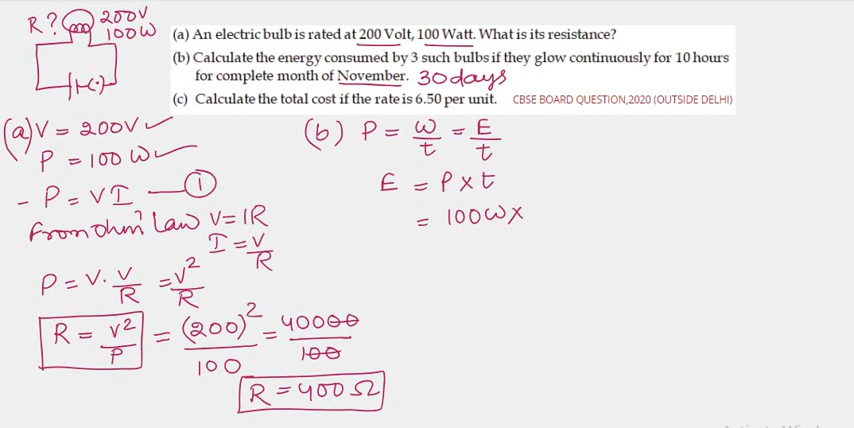 R? 200V
100W
(a) An electric bulb is rated at 200 Volt, 100 Watt. What is its resistance?
(b) Calculate the energy consumed by 3 such bulbs if they glow continuously for 10 hours
for complete month of November. 30days
(c) Calculate the total cost if the rate is 6.50 per unit. CBSE BOARD QUESTION,2020 (OUTSIDE DELHI)
(a) V = 200V ✓
P = 100W ✓
- P = VI — ①
From ohm' Law V = IR
I = V/R
P = V. V/R = V²/R
R = V²/P = (200)²/100 = 40000/100
R = 400Ω
(b) P = W/t = E/t
E = P x t
= 100W x